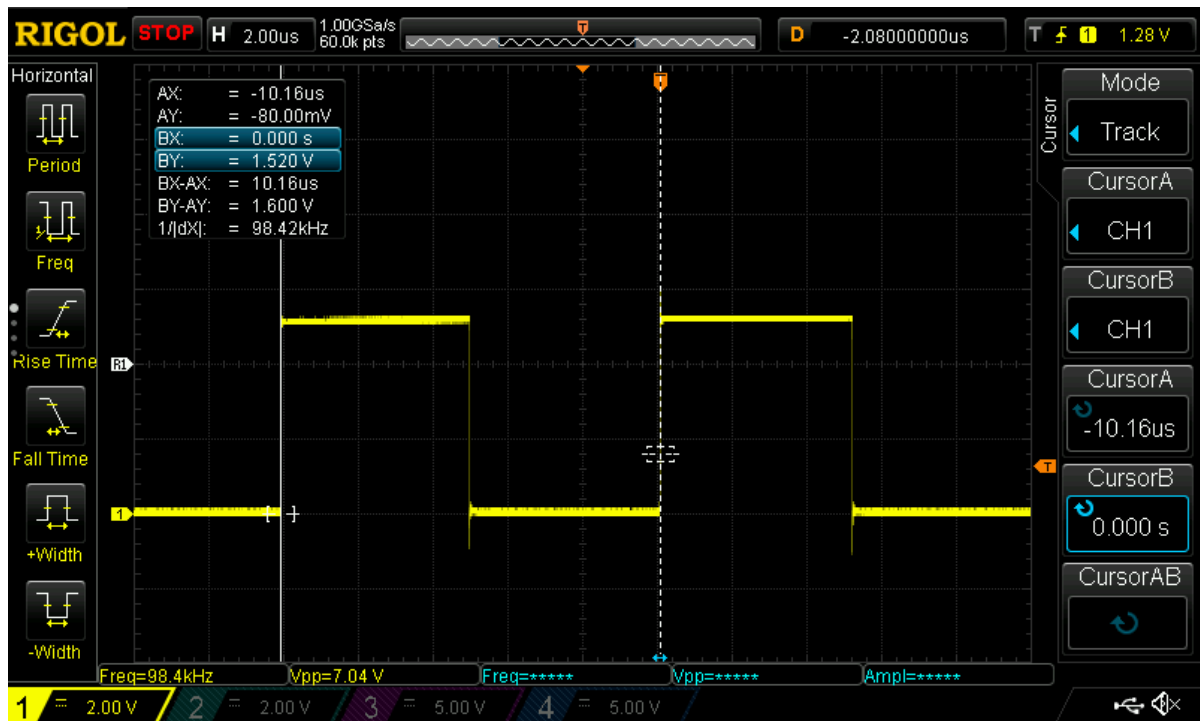 RIGOL STOP H 2.00us 1.00GSa/s 60.0k pts T D -2.08000000us T 1 1.28 V
Horizontal
Period
Freq
Rise Time
Fall Time
+Width
-Width
AX: = -10.16us
AY: = -80.00mV
BX: = 0.000 s
BY: = 1.520 V
BX-AX: = 10.16us
BY-AY: = 1.600 V
1/|dX|: = 98.42kHz
T
R1
1
T
Cursor
Mode
Track
CursorA
CH1
CursorB
CH1
CursorA
-10.16us
CursorB
0.000 s
CursorAB
Freq=98.4kHz Vpp=7.04 V Freq=***** Vpp=***** Ampl=*****
1 = 2.00 V 2 = 2.00 V 3 = 5.00 V 4 = 5.00 V